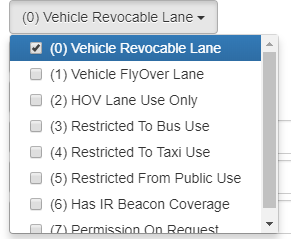 (0) Vehicle Revocable Lane
(0) Vehicle Revocable Lane
(1) Vehicle FlyOver Lane
(2) HOV Lane Use Only
(3) Restricted To Bus Use
(4) Restricted To Taxi Use
(5) Restricted From Public Use
(6) Has IR Beacon Coverage
(7) Permission On Request